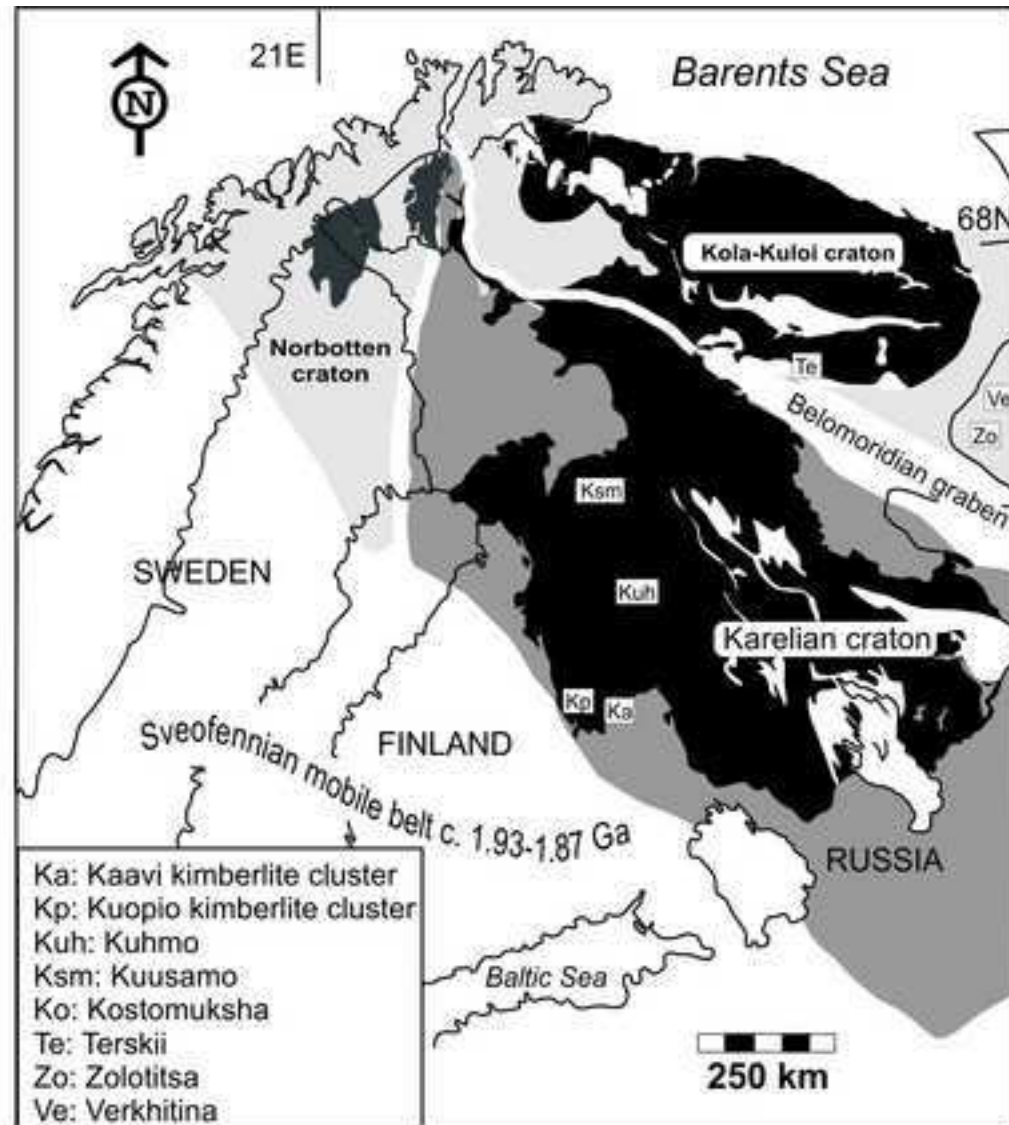 21E
Barents Sea
N
68N
Kola-Kuloi craton
Norbotten
craton
Te
Ve
Zo
Belomoridian graben
Ksm
SWEDEN
Kuh
Karelian craton
Kp
Ka
FINLAND
Sveofennian mobile belt c. 1.93-1.87 Ga
RUSSIA
Ka: Kaavi kimberlite cluster
Kp: Kuopio kimberlite cluster
Kuh: Kuhmo
Ksm: Kuusamo
Ko: Kostomuksha
Te: Terskii
Zo: Zolotitsa
Ve: Verkhitina
Baltic Sea
250 km